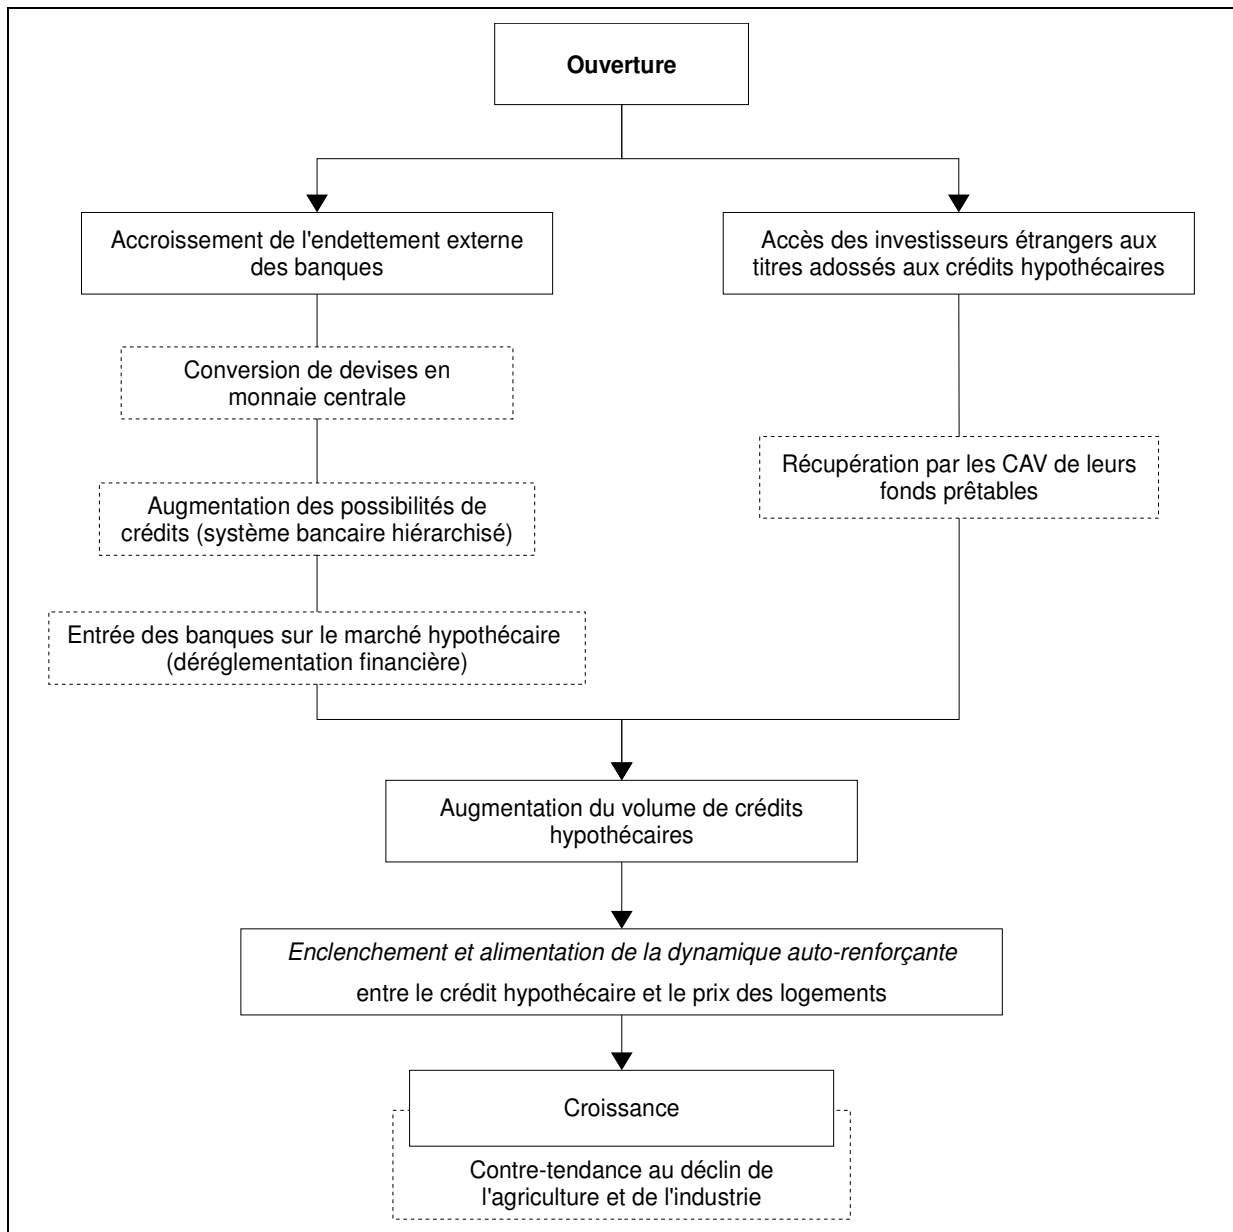 Ouverture
Accroissement de l'endettement externe
des banques
Accès des investisseurs étrangers aux
titres adossés aux crédits hypothécaires
Conversion de devises en
monnaie centrale
Récupération par les CAV de leurs
fonds prêtables
Augmentation des possibilités de
crédits (système bancaire hiérarchisé)
Entrée des banques sur le marché hypothécaire
(déréglementation financière)
Augmentation du volume de crédits
hypothécaires
Enclenchement et alimentation de la dynamique auto-renforçante
entre le crédit hypothécaire et le prix des logements
Croissance
Contre-tendance au déclin de
l'agriculture et de l'industrie